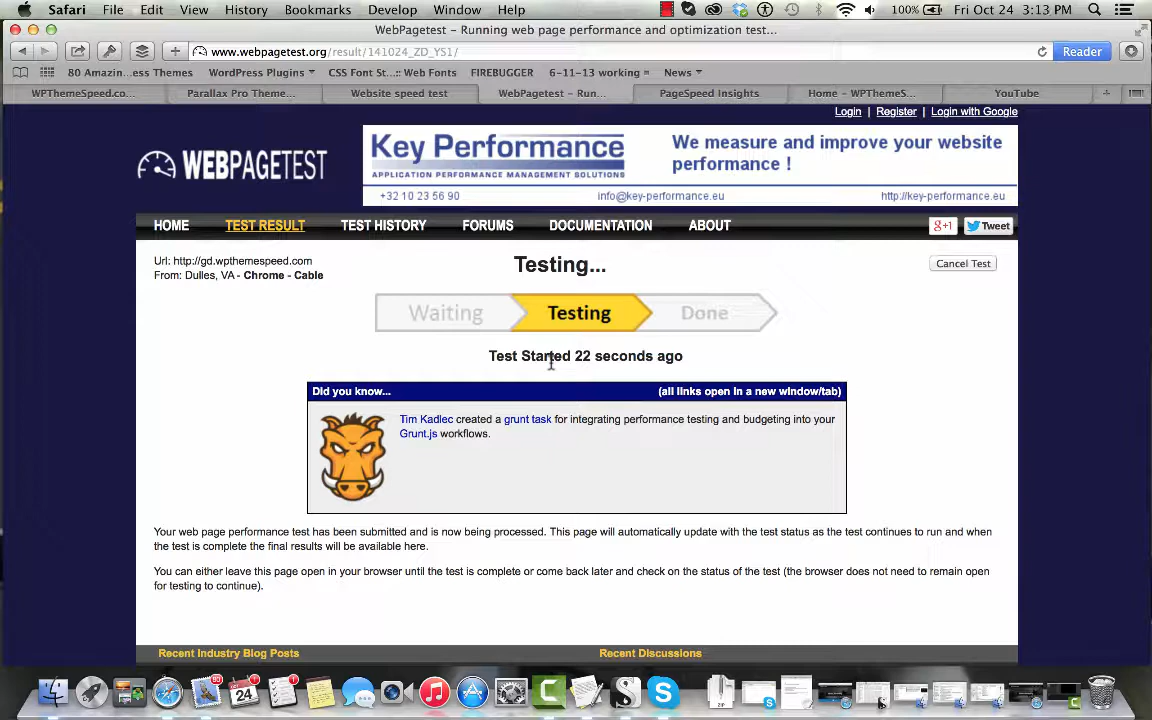 Safari File Edit View History Bookmarks Develop Window Help 100% Fri Oct 24 3:13 PM
WebPagetest - Running web page performance and optimization test...
www.webpagetest.org/result/141024_ZD_YS1/ Reader
80 Amazin...ess Themes WordPress Plugins CSS Font St...:: Web Fonts FIREBUGGER 6-11-13 working = News
WPThemeSpeed.co... Parallax Pro Theme... Website speed test WebPagetest - Run... PageSpeed Insights Home - WPThemeS... YouTube
Login | Register | Login with Google
WEBPAGETEST
Key Performance
APPLICATION PERFORMANCE MANAGEMENT SOLUTIONS
We measure and improve your website
performance !
+32 10 23 56 90 info@key-performance.eu http://key-performance.eu
HOME TEST RESULT TEST HISTORY FORUMS DOCUMENTATION ABOUT g+1 Tweet
Url: http://gd.wpthemespeed.com
From: Dulles, VA - Chrome - Cable
Testing...
Cancel Test
Waiting Testing Done
Test Started 22 seconds ago
Did you know... (all links open in a new window/tab)
Tim Kadlec created a grunt task for integrating performance testing and budgeting into your
Grunt.js workflows.
Your web page performance test has been submitted and is now being processed. This page will automatically update with the test status as the test continues to run and when
the test is complete the final results will be available here.
You can either leave this page open in your browser until the test is complete or come back later and check on the status of the test (the browser does not need to remain open
for testing to continue).
Recent Industry Blog Posts Recent Discussions